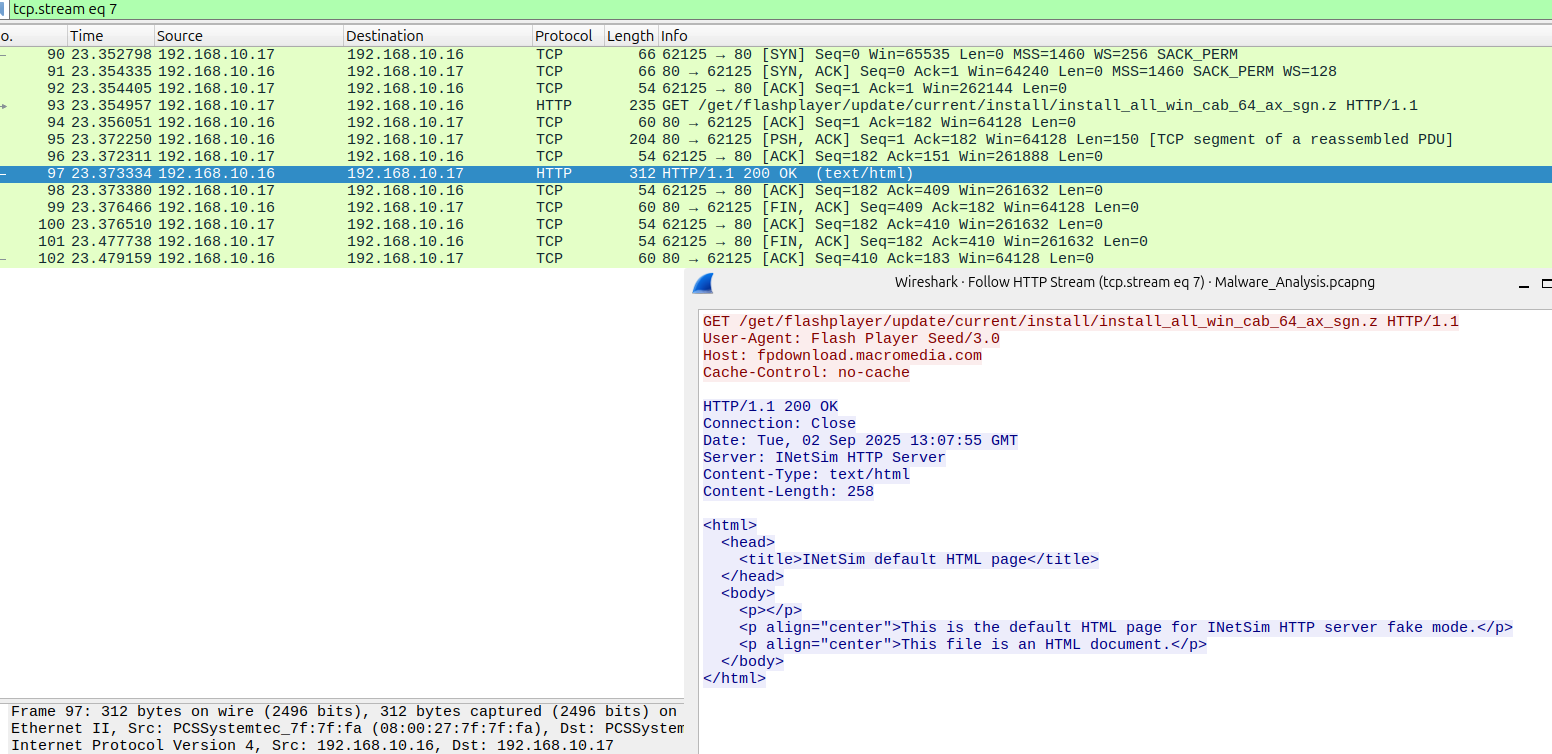 tcp.stream eq 7
o. Time Source Destination Protocol Length Info
90 23.352798 192.168.10.17 192.168.10.16 TCP 66 62125 → 80 [SYN] Seq=0 Win=65535 Len=0 MSS=1460 WS=256 SACK_PERM
91 23.354335 192.168.10.16 192.168.10.17 TCP 66 80 → 62125 [SYN, ACK] Seq=0 Ack=1 Win=64240 Len=0 MSS=1460 SACK_PERM WS=128
92 23.354405 192.168.10.17 192.168.10.16 TCP 54 62125 → 80 [ACK] Seq=1 Ack=1 Win=262144 Len=0
93 23.354957 192.168.10.17 192.168.10.16 HTTP 235 GET /get/flashplayer/update/current/install/install_all_win_cab_64_ax_sgn.z HTTP/1.1
94 23.356051 192.168.10.16 192.168.10.17 TCP 60 80 → 62125 [ACK] Seq=1 Ack=182 Win=64128 Len=0
95 23.372250 192.168.10.16 192.168.10.17 TCP 204 80 → 62125 [PSH, ACK] Seq=1 Ack=182 Win=64128 Len=150 [TCP segment of a reassembled PDU]
96 23.372311 192.168.10.17 192.168.10.16 TCP 54 62125 → 80 [ACK] Seq=182 Ack=151 Win=261888 Len=0
97 23.373334 192.168.10.16 192.168.10.17 HTTP 312 HTTP/1.1 200 OK (text/html)
98 23.373380 192.168.10.17 192.168.10.16 TCP 54 62125 → 80 [ACK] Seq=182 Ack=409 Win=261632 Len=0
99 23.376466 192.168.10.16 192.168.10.17 TCP 60 80 → 62125 [FIN, ACK] Seq=409 Ack=182 Win=64128 Len=0
100 23.376510 192.168.10.17 192.168.10.16 TCP 54 62125 → 80 [ACK] Seq=182 Ack=410 Win=261632 Len=0
101 23.477738 192.168.10.17 192.168.10.16 TCP 54 62125 → 80 [FIN, ACK] Seq=182 Ack=410 Win=261632 Len=0
102 23.479159 192.168.10.16 192.168.10.17 TCP 60 80 → 62125 [ACK] Seq=410 Ack=183 Win=64128 Len=0
Wireshark · Follow HTTP Stream (tcp.stream eq 7) · Malware_Analysis.pcapng
GET /get/flashplayer/update/current/install/install_all_win_cab_64_ax_sgn.z HTTP/1.1
User-Agent: Flash Player Seed/3.0
Host: fpdownload.macromedia.com
Cache-Control: no-cache
HTTP/1.1 200 OK
Connection: Close
Date: Tue, 02 Sep 2025 13:07:55 GMT
Server: INetSim HTTP Server
Content-Type: text/html
Content-Length: 258
<html>
<head>
<title>INetSim default HTML page</title>
</head>
<body>
<p></p>
<p align="center">This is the default HTML page for INetSim HTTP server fake mode.</p>
<p align="center">This file is an HTML document.</p>
</body>
</html>
Frame 97: 312 bytes on wire (2496 bits), 312 bytes captured (2496 bits) on
Ethernet II, Src: PCSSystemtec_7f:7f:fa (08:00:27:7f:7f:fa), Dst: PCSSystem
Internet Protocol Version 4, Src: 192.168.10.16, Dst: 192.168.10.17